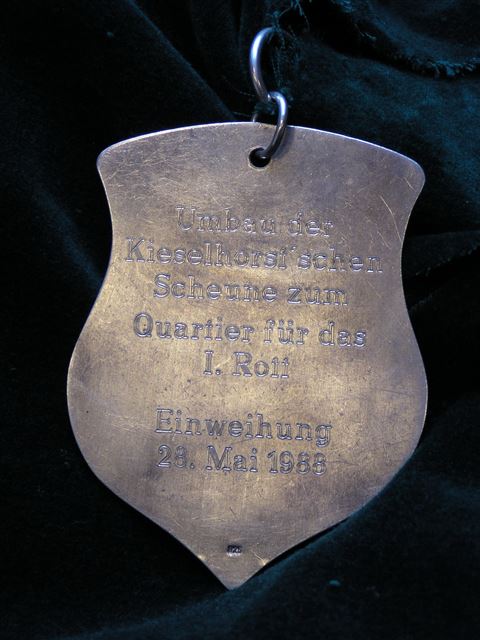 Umbau der
Kieselhorst'schen
Scheune zum
Quartier für das
I. Rott
Einweihung
28. Mai 1988